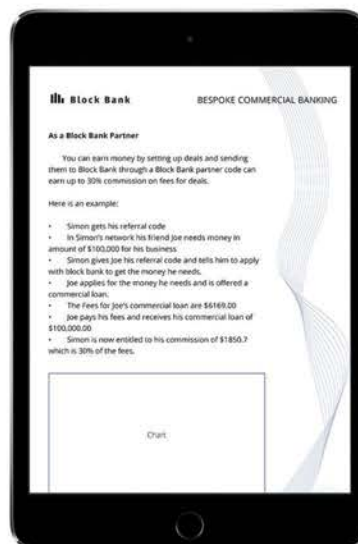 Block Bank
BESPOKE COMMERCIAL BANKING
As a Block Bank Partner
You can earn money by setting up deals and sending
them to Block Bank through a Block Bank partner code can
earn up to 30% commission on fees for deals.
Here is an example:
• Simon gets his referral code
• In Simon's network his friend Joe needs money in
amount of $100,000 for his business
• Simon gives Joe his referral code and tells him to apply
with block bank to get the money he needs.
• Joe applies for the money he needs and is offered a
commercial loan.
• The Fees for Joe's commercial loan are $6169.00
• Joe pays his fees and receives his commercial loan of
$100,000.00
• Simon is now entitled to his commission of $1850.7
which is 30% of the fees.
Chart